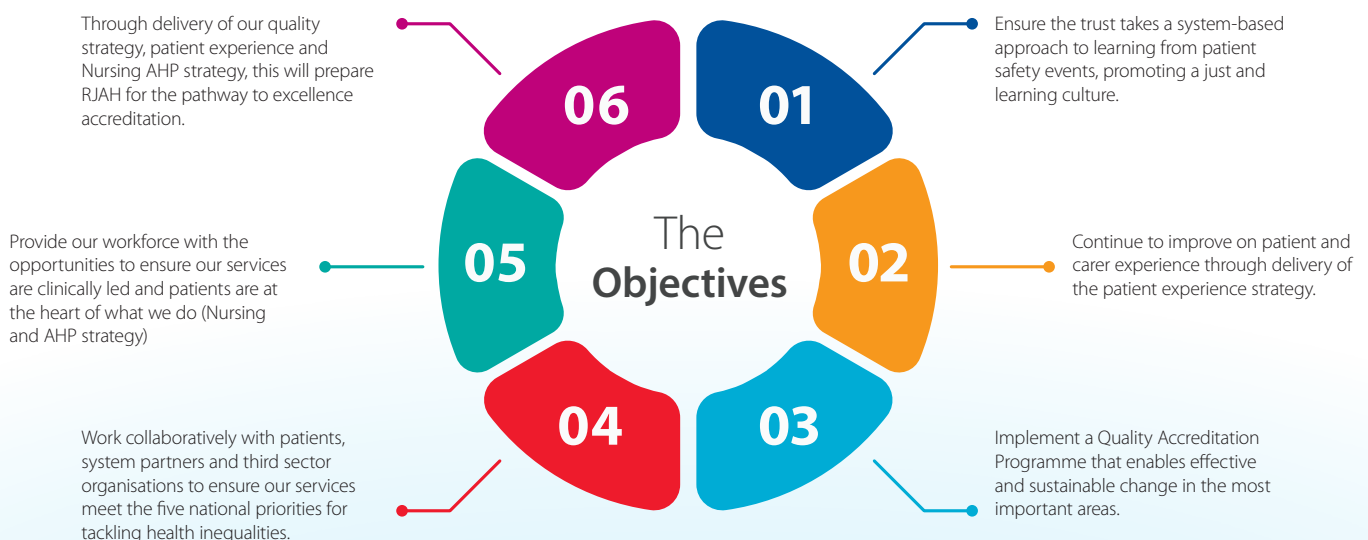 The
Objectives
01
Ensure the trust takes a system-based
approach to learning from patient
safety events, promoting a just and
learning culture.
02
Continue to improve on patient and
carer experience through delivery of
the patient experience strategy.
03
Implement a Quality Accreditation
Programme that enables effective
and sustainable change in the most
important areas.
04
Work collaboratively with patients,
system partners and third sector
organisations to ensure our services
meet the five national priorities for
tackling health inequalities.
05
Provide our workforce with the
opportunities to ensure our services
are clinically led and patients are at
the heart of what we do (Nursing
and AHP strategy)
06
Through delivery of our quality
strategy, patient experience and
Nursing AHP strategy, this will prepare
RJAH for the pathway to excellence
accreditation.